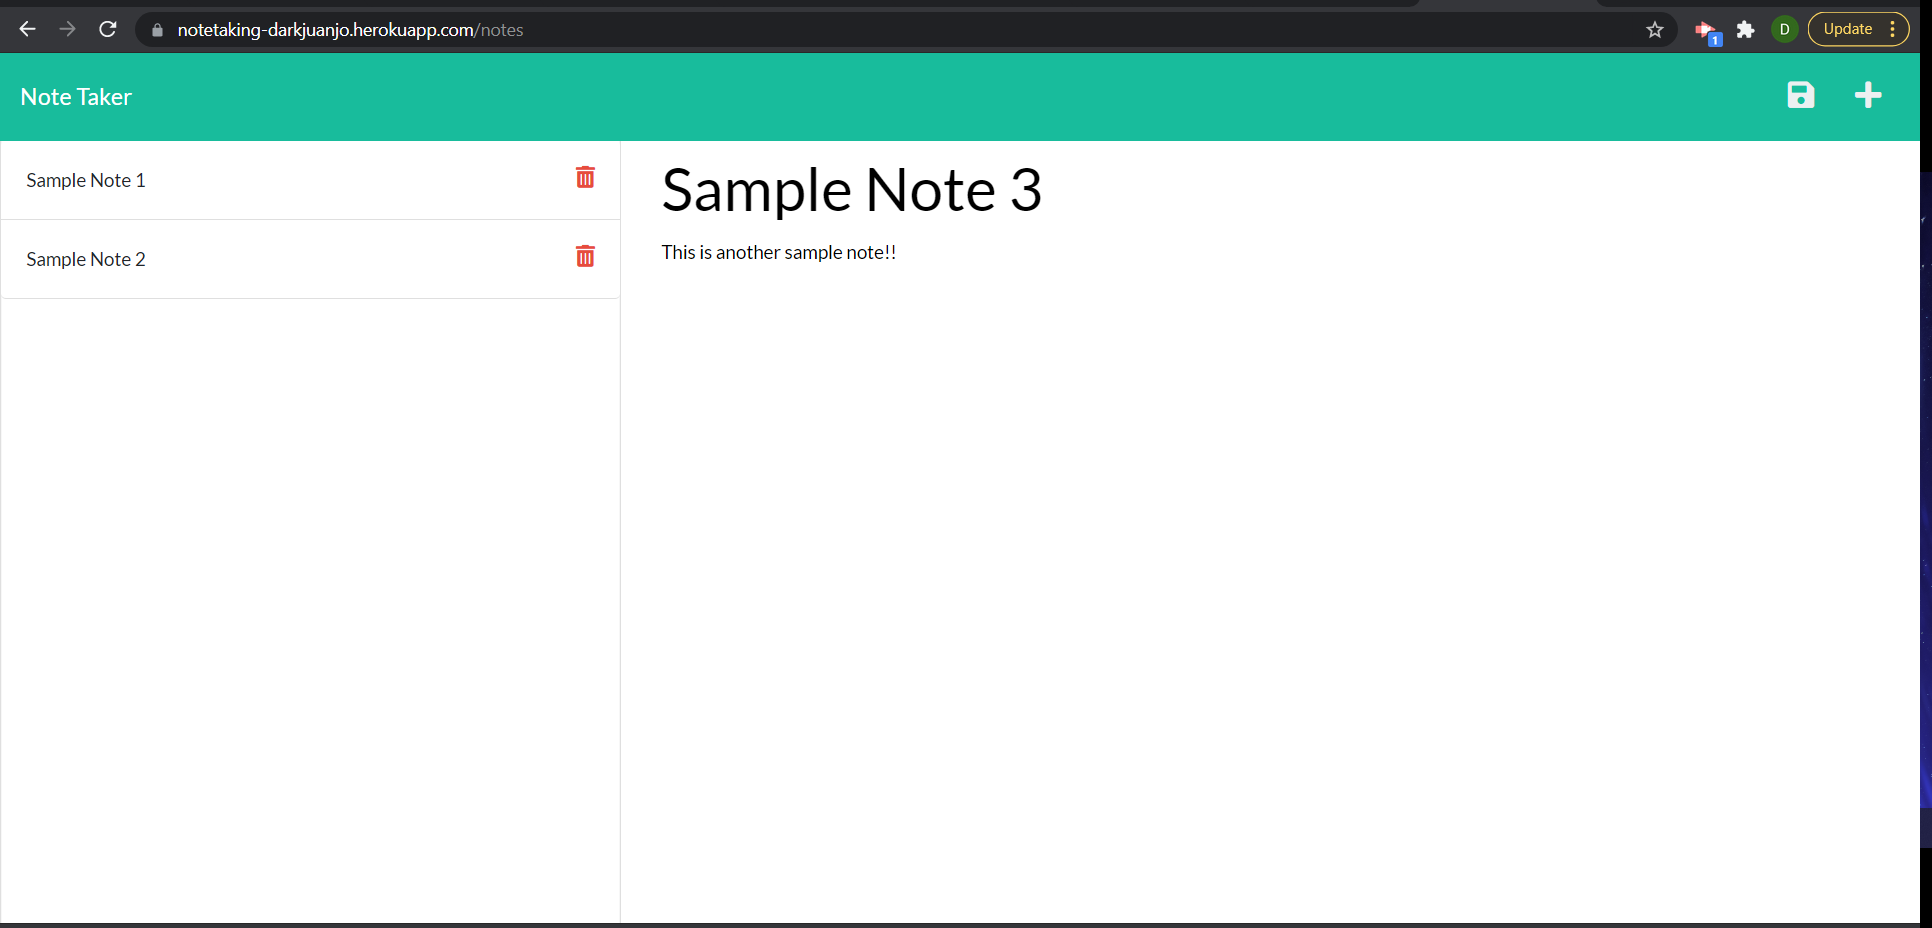 notetaking-darkjuanjo.herokuapp.com/notes
1
D
Update
Note Taker
Sample Note 1
Sample Note 2
Sample Note 3
This is another sample note!!